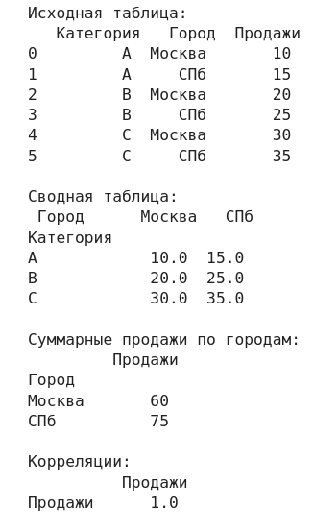 Исходная таблица:
Категория Город Продажи
0 A Москва 10
1 A СПб 15
2 B Москва 20
3 B СПб 25
4 C Москва 30
5 C СПб 35
Сводная таблица:
Город Москва СПб
Категория
A 10.0 15.0
B 20.0 25.0
C 30.0 35.0
Суммарные продажи по городам:
Продажи
Город
Москва 60
СПб 75
Корреляции:
Продажи
Продажи 1.0